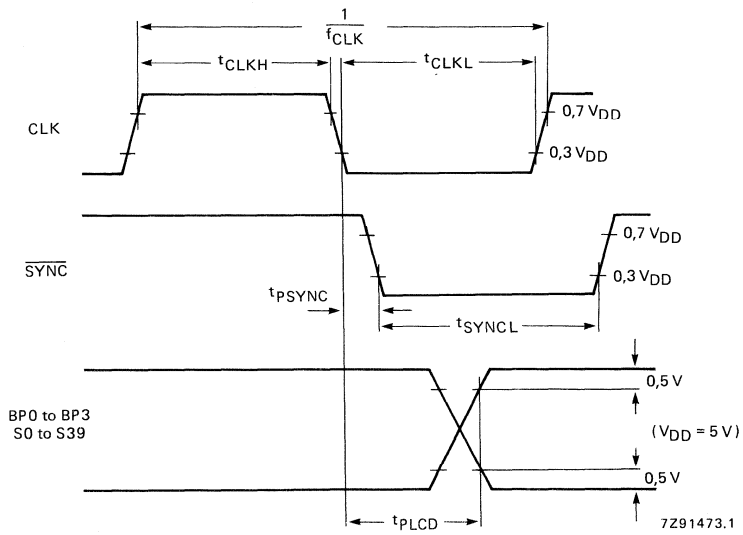 1
fCLK
tCLKH
tCLKL
CLK
0,7 VDD
0,3 VDD
SYNC
0,7 VDD
0,3 VDD
tPSYNC
tSYNCL
BP0 to BP3
S0 to S39
0,5 V
(VDD = 5 V)
0,5 V
tPLCD
7Z91473.1